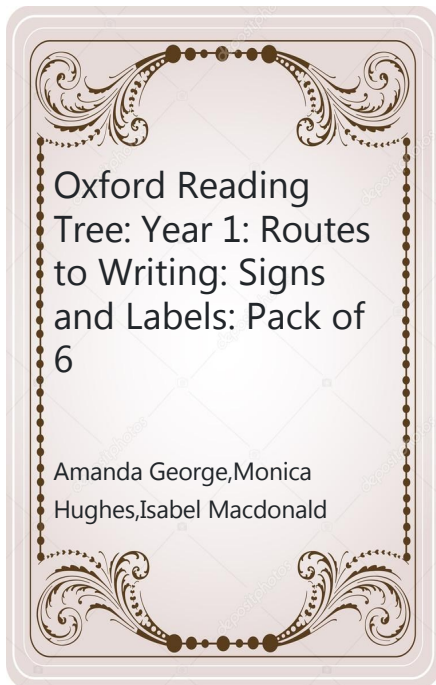 Oxford Reading
Tree: Year 1: Routes
to Writing: Signs
and Labels: Pack of
6
Amanda George,Monica
Hughes,Isabel Macdonald